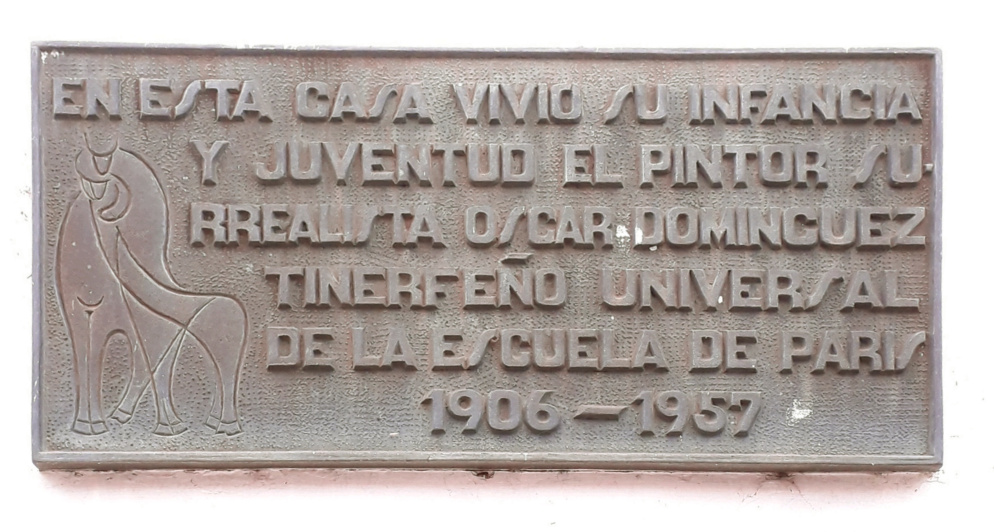 EN ESTA CASA VIVIO SU INFANCIA
Y JUVENTUD EL PINTOR SU-
RREALISTA OSCAR DOMINGUEZ
TINERFEÑO UNIVERSAL
DE LA ESCUELA DE PARIS
1906-1957